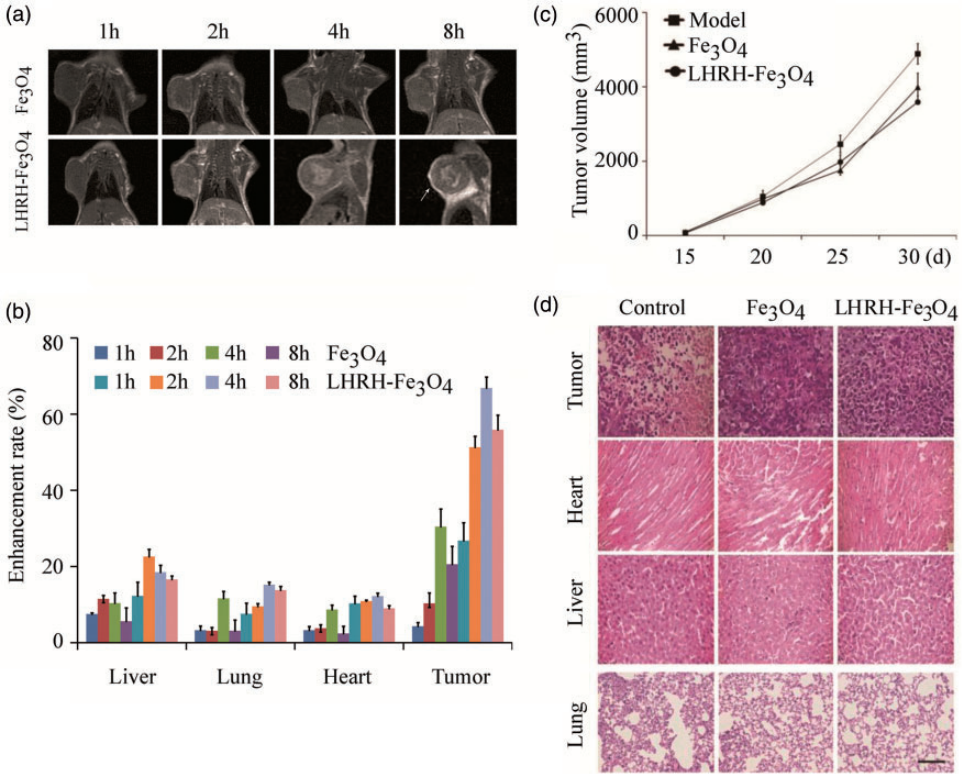 (a)
1h 2h 4h 8h
Fe3O4
LHRH-Fe3O4
(b)
Enhancement rate (%)
80
60
40
20
0
1h 2h 4h 8h Fe3O4
1h 2h 4h 8h LHRH-Fe3O4
Liver Lung Heart Tumor
(c)
Tumor volume (mm³)
6000
4000
2000
0
Model
Fe3O4
LHRH-Fe3O4
15 20 25 30 (d)
(d)
Control Fe3O4 LHRH-Fe3O4
Tumor
Heart
Liver
Lung